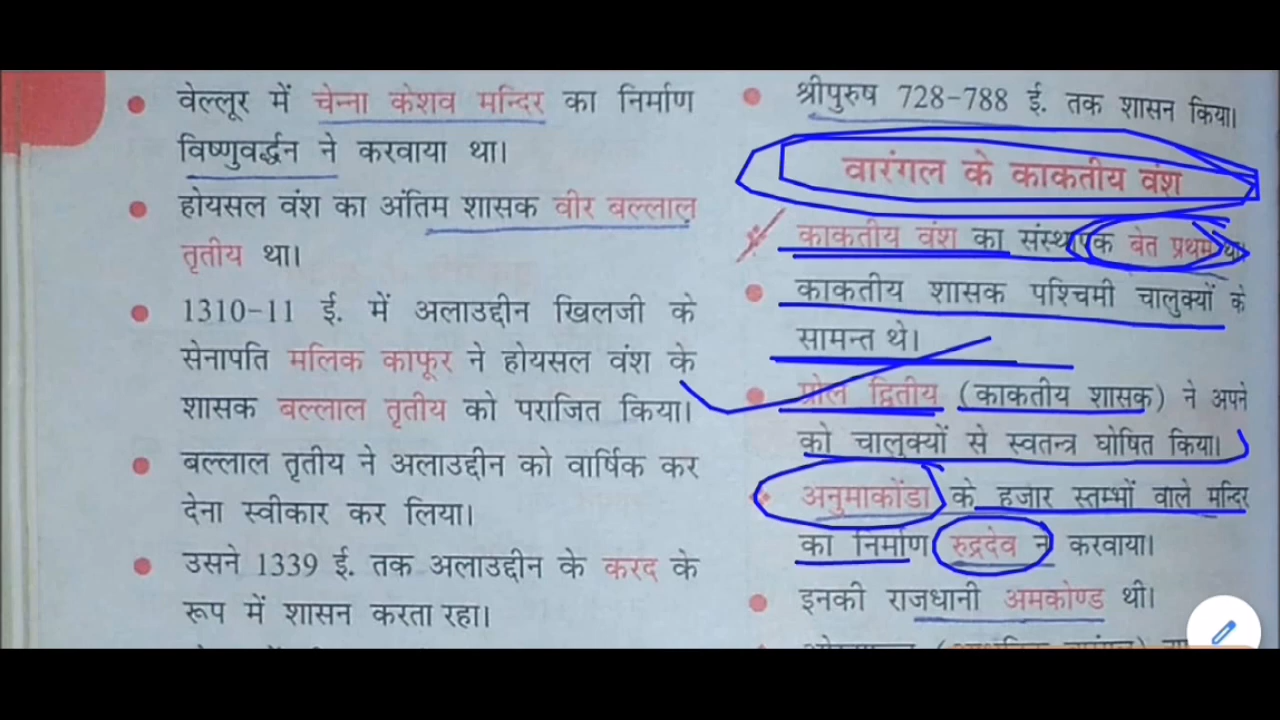 वेल्लूर में चेन्ना केशव मन्दिर का निर्माण
विष्णुवर्द्धन ने करवाया था।
होयसल वंश का अंतिम शासक वीर बल्लाल
तृतीय था।
1310-11 ई. में अलाउद्दीन खिलजी के
सेनापति मलिक काफूर ने होयसल वंश के
शासक बल्लाल तृतीय को पराजित किया।
बल्लाल तृतीय ने अलाउद्दीन को वार्षिक कर
देना स्वीकार कर लिया।
उसने 1339 ई. तक अलाउद्दीन के करद के
रूप में शासन करता रहा।
श्रीपुरुष 728-788 ई. तक शासन किया।
वारंगल के काकतीय वंश
काकतीय वंश का संस्थापक बेत प्रथम था।
काकतीय शासक पश्चिमी चालुक्यों के
सामन्त थे।
प्रोल द्वितीय (काकतीय शासक) ने अपने
को चालुक्यों से स्वतन्त्र घोषित किया।
अनुमाकोंडा के हजार स्तम्भों वाले मन्दिर
का निर्माण रुद्रदेव ने करवाया।
इनकी राजधानी अमकोण्ड थी।